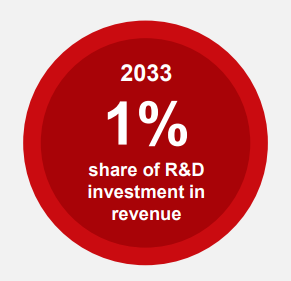 2033
1%
share of R&D
investment in
revenue